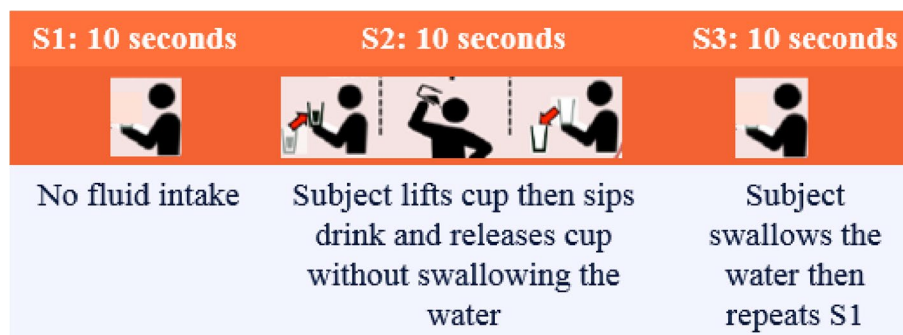 S1: 10 seconds
S2: 10 seconds
S3: 10 seconds
No fluid intake
Subject lifts cup then sips
drink and releases cup
without swallowing the
water
Subject
swallows the
water then
repeats S1